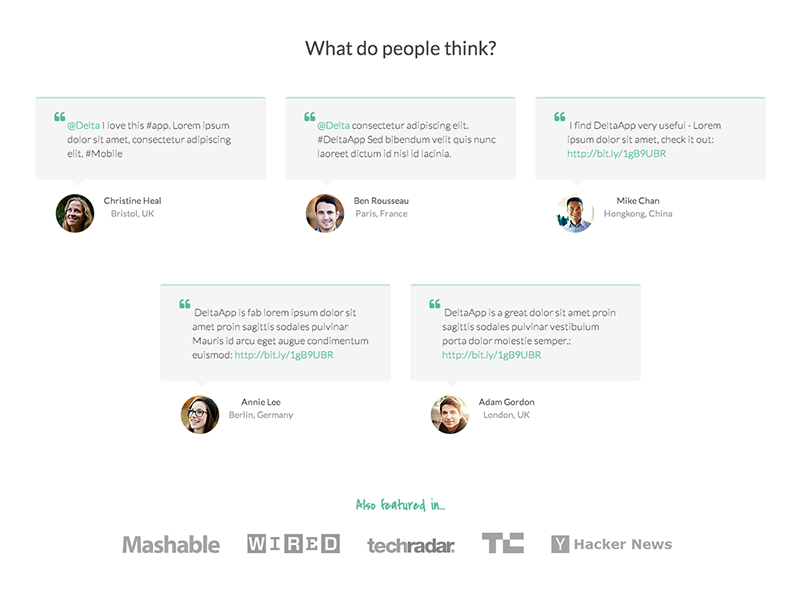 What do people think?
@Delta I love this #app. Lorem ipsum
dolor sit amet, consectetur adipiscing
elit. #Mobile
Christine Heal
Bristol, UK
@Delta consectetur adipiscing elit.
#DeltaApp Sed bibendum velit quis nunc
laoreet dictum id nisl id lacinia.
Ben Rousseau
Paris, France
I find DeltaApp very useful - Lorem
ipsum dolor sit amet, check it out:
http://bit.ly/1gB9UBR
Mike Chan
Hongkong, China
DeltaApp is fab lorem ipsum dolor sit
amet proin sagittis sodales pulvinar
Mauris id arcu eget augue condimentum
euismod: http://bit.ly/1gB9UBR
Annie Lee
Berlin, Germany
DeltaApp is a great dolor sit amet proin
sagittis sodales pulvinar vestibulum
porta dolor molestie semper.:
http://bit.ly/1gB9UBR
Adam Gordon
London, UK
Also featured in...
Mashable WIRED techradar. TC Y Hacker News